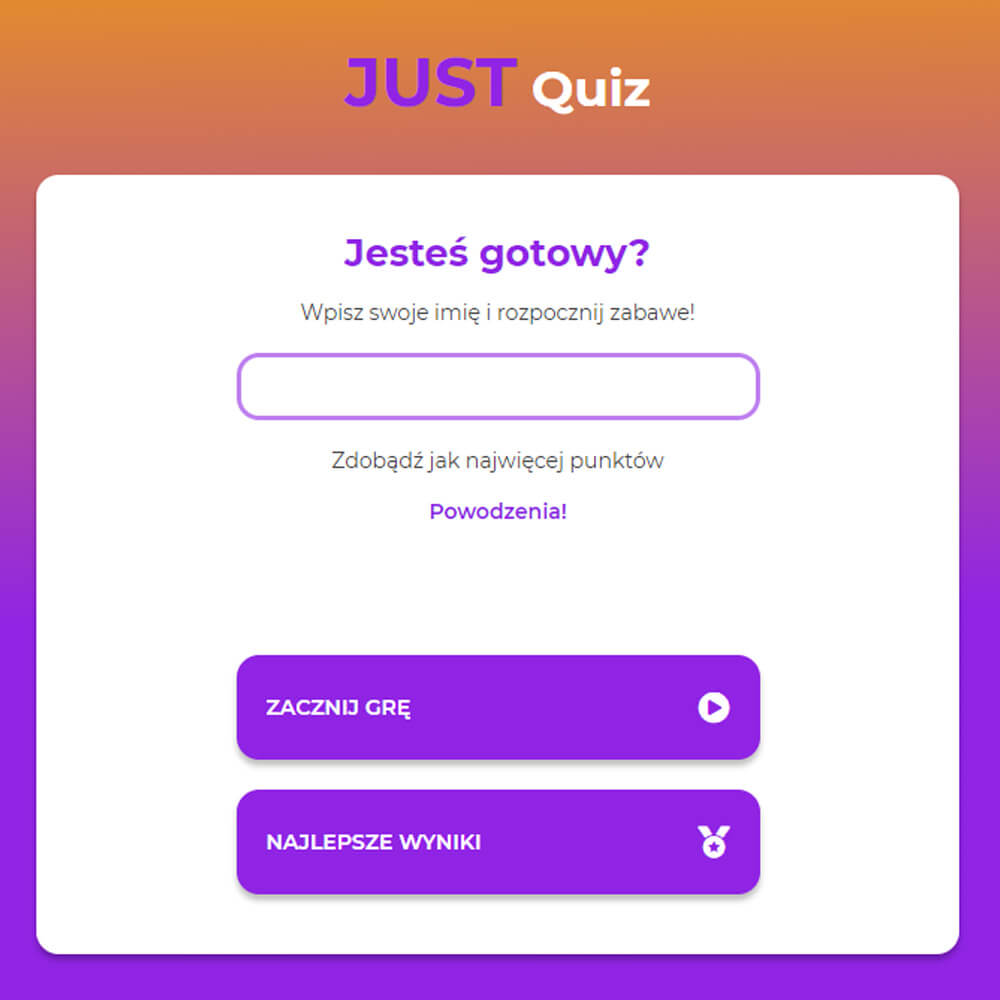 JUST Quiz
Jesteś gotowy?
Wpisz swoje imię i rozpocznij zabawe!
Zdobądź jak najwięcej punktów
Powodzenia!
ZACZNIJ GRĘ
NAJLEPSZE WYNIKI